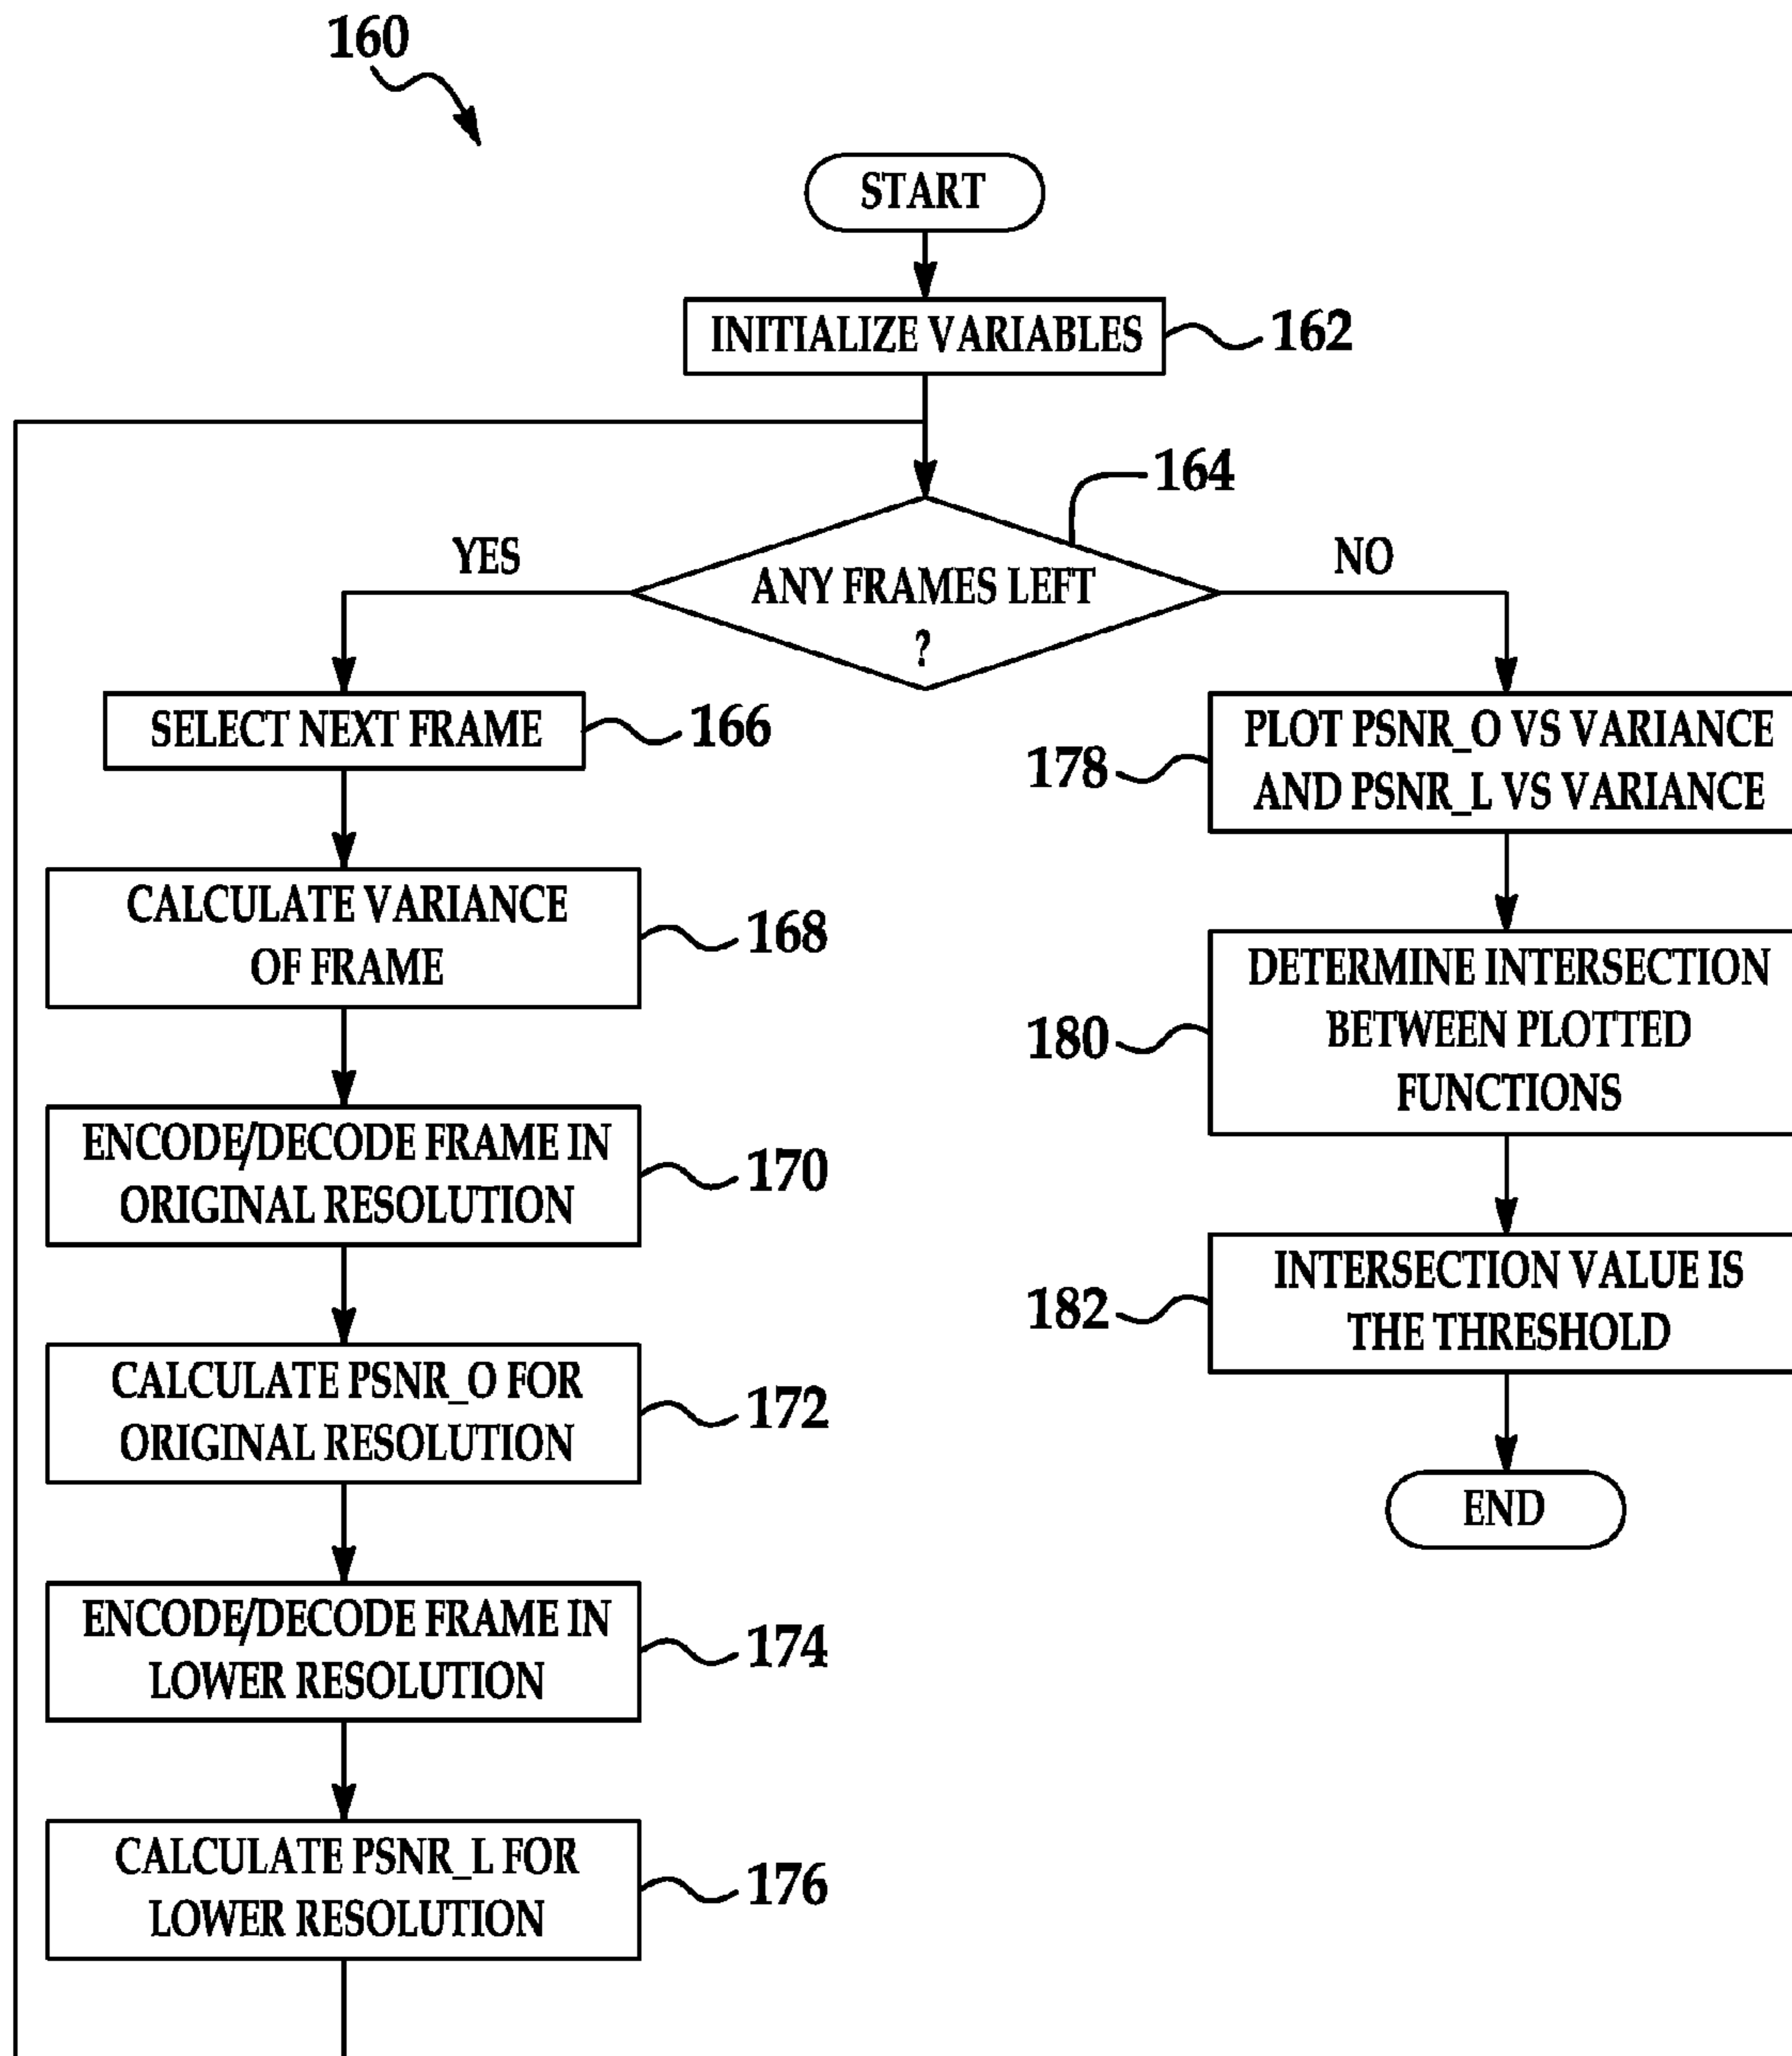 160
START
INITIALIZE VARIABLES
162
164
YES
ANY FRAMES LEFT
?
NO
SELECT NEXT FRAME
166
CALCULATE VARIANCE
OF FRAME
168
ENCODE/DECODE FRAME IN
ORIGINAL RESOLUTION
170
CALCULATE PSNR_O FOR
ORIGINAL RESOLUTION
172
ENCODE/DECODE FRAME IN
LOWER RESOLUTION
174
CALCULATE PSNR_L FOR
LOWER RESOLUTION
176
PLOT PSNR_O VS VARIANCE
AND PSNR_L VS VARIANCE
178
DETERMINE INTERSECTION
BETWEEN PLOTTED
FUNCTIONS
180
INTERSECTION VALUE IS
THE THRESHOLD
182
END